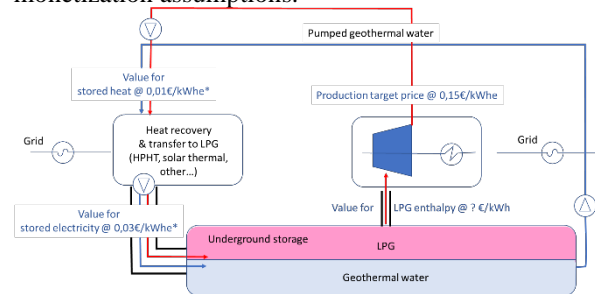 monetization assumptions.
Pumped geothermal water
Value for
stored heat @ 0,01€/kWhe*
Production target price @ 0,15€/kWhe
Grid
Heat recovery
& transfer to LPG
(HPHT, solar thermal,
other...)
Grid
Value for
stored electricity @ 0,03€/kWhe*
Value for
LPG enthalpy @ ? €/kWh
Underground storage
LPG
Geothermal water